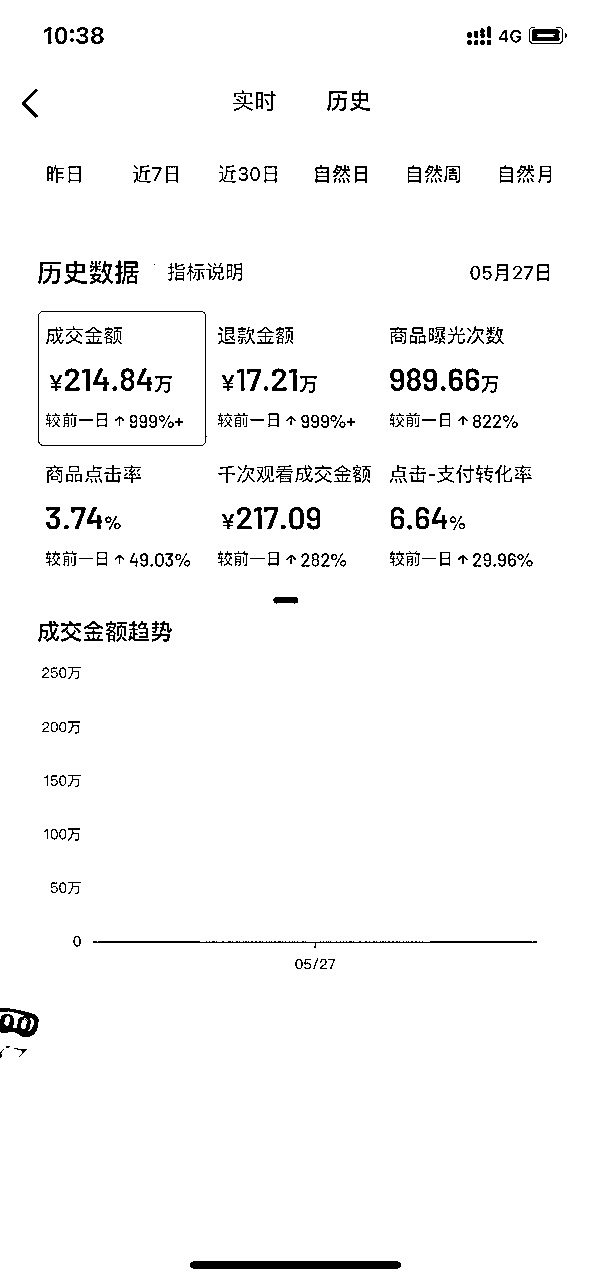 10:38 4G
实时 历史
昨日 近7日 近30日 自然日 自然周 自然月
历史数据 指标说明 05月27日
成交金额 退款金额 商品曝光次数
¥214.84万 ¥17.21万 989.66万
较前一日↑999%+ 较前一日↑999%+ 较前一日↑822%
商品点击率 千次观看成交金额 点击-支付转化率
3.74% ¥217.09 6.64%
较前一日↑49.03% 较前一日↑282% 较前一日↑29.96%
成交金额趋势
250万
200万
150万
100万
50万
0
05/27